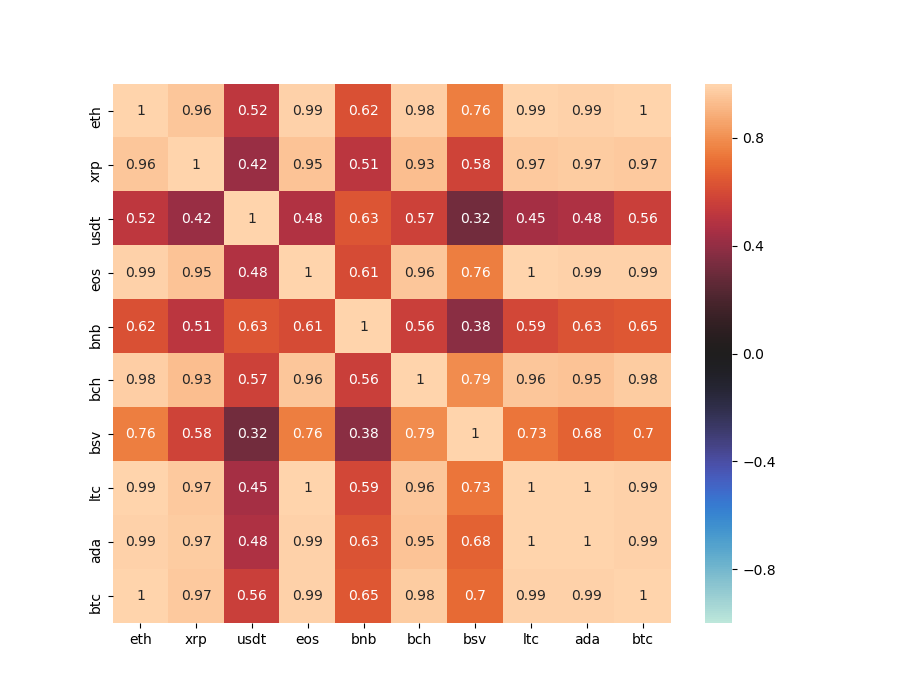 eth 1 0.96 0.52 0.99 0.62 0.98 0.76 0.99 0.99 1
xrp 0.96 1 0.42 0.95 0.51 0.93 0.58 0.97 0.97 0.97
usdt 0.52 0.42 1 0.48 0.63 0.57 0.32 0.45 0.48 0.56
eos 0.99 0.95 0.48 1 0.61 0.96 0.76 1 0.99 0.99
bnb 0.62 0.51 0.63 0.61 1 0.56 0.38 0.59 0.63 0.65
bch 0.98 0.93 0.57 0.96 0.56 1 0.79 0.96 0.95 0.98
bsv 0.76 0.58 0.32 0.76 0.38 0.79 1 0.73 0.68 0.7
ltc 0.99 0.97 0.45 1 0.59 0.96 0.73 1 1 0.99
ada 0.99 0.97 0.48 0.99 0.63 0.95 0.68 1 1 0.99
btc 1 0.97 0.56 0.99 0.65 0.98 0.7 0.99 0.99 1
eth xrp usdt eos bnb bch bsv ltc ada btc
0.8
0.4
0.0
−0.4
−0.8